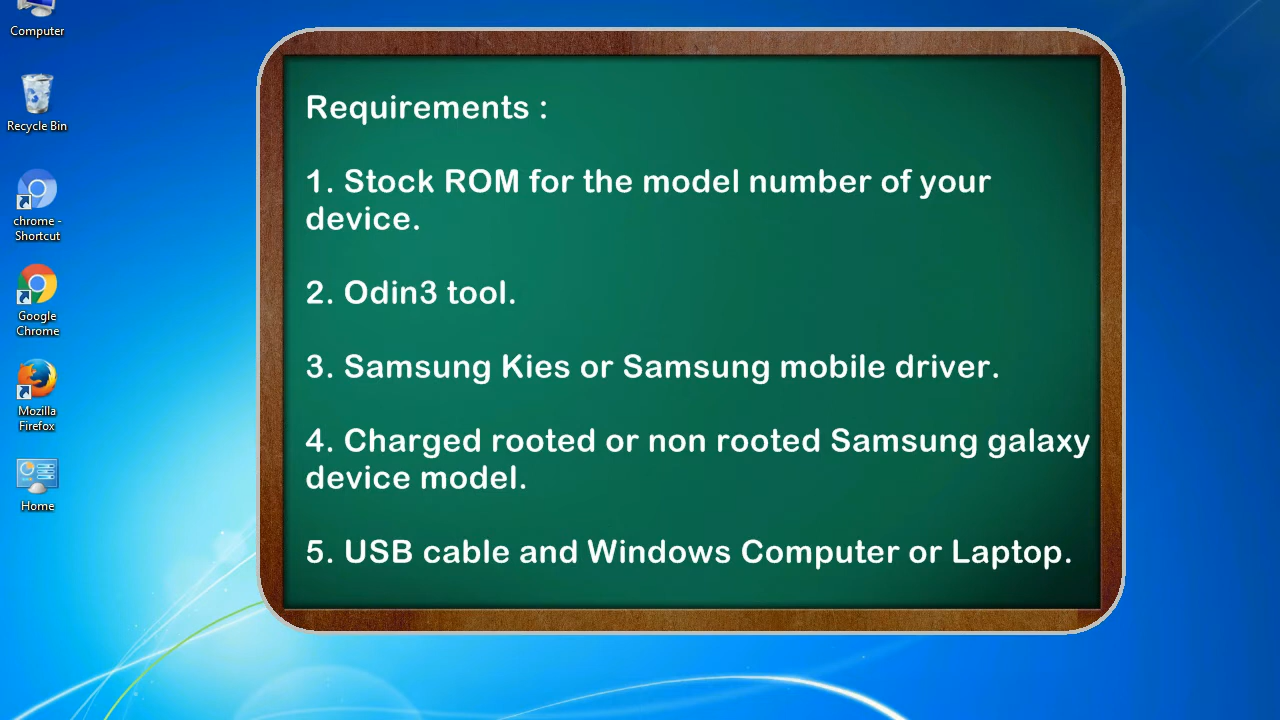 Computer
Recycle Bin
chrome -
Shortcut
Google
Chrome
Mozilla
Firefox
Home
Requirements :
1. Stock ROM for the model number of your
device.
2. Odin3 tool.
3. Samsung Kies or Samsung mobile driver.
4. Charged rooted or non rooted Samsung galaxy
device model.
5. USB cable and Windows Computer or Laptop.